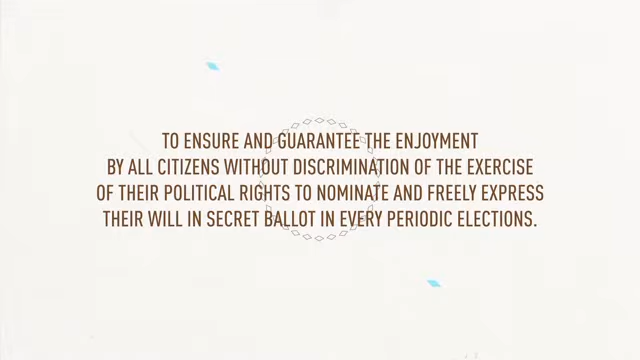 TO ENSURE AND GUARANTEE THE ENJOYMENT
BY ALL CITIZENS WITHOUT DISCRIMINATION OF THE EXERCISE
OF THEIR POLITICAL RIGHTS TO NOMINATE AND FREELY EXPRESS
THEIR WILL IN SECRET BALLOT IN EVERY PERIODIC ELECTIONS.